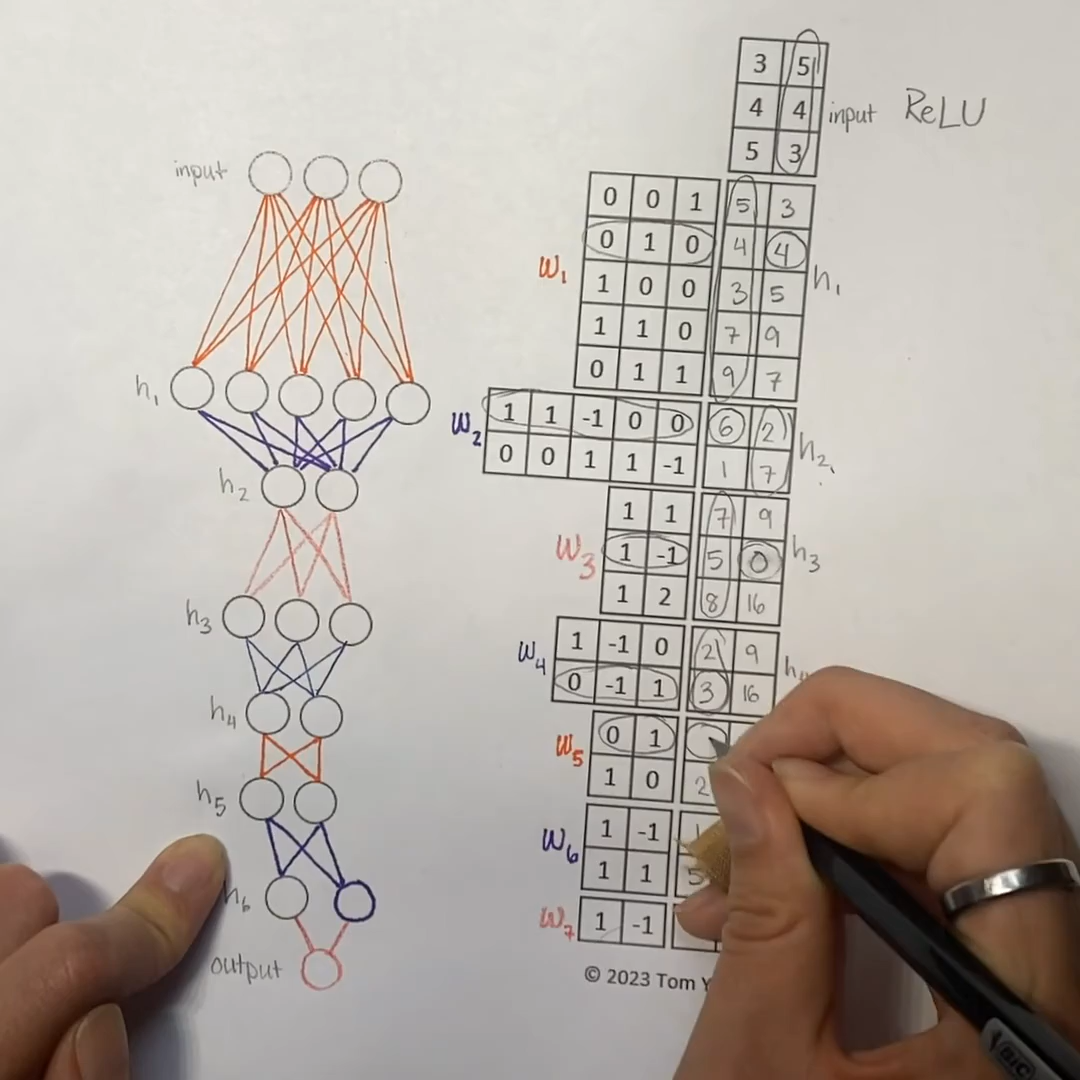 3 5
4 4 input ReLU
5 3
input
0 0 1 5 3
0 1 0 4 4
W1 h1
1 0 0 3 5
1 1 0 7 9
0 1 1 9 7
h1
W2 1 1 -1 0 0 6 2 h2
0 0 1 1 -1 1 7
h2
1 1 7 9
W3 1 -1 5 0 h3
1 2 8 16
h3
W4 1 -1 0 2 9
0 -1 1 3 16
h4
W5 0 1
1 0 2
h5
W6 1 -1 1
1 1 5
h6
W7 1 -1
output
© 2023 Tom